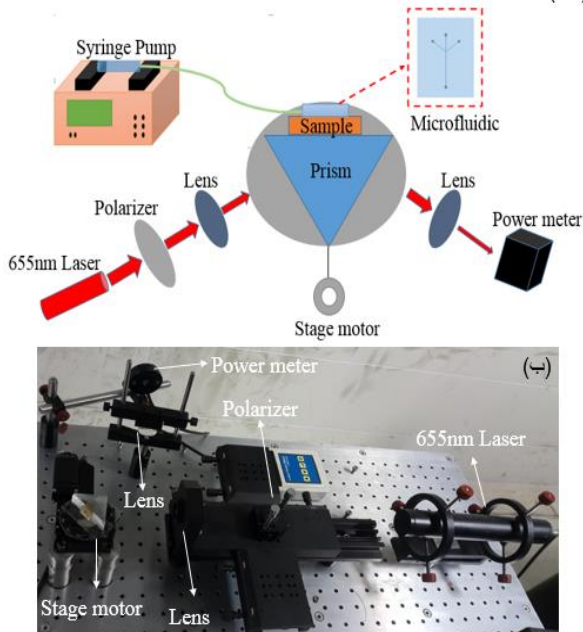 Syringe Pump
Sample
Microfluidic
Prism
Lens
Lens
Polarizer
Power meter
655nm Laser
Stage motor
(ب)
Power meter
Polarizer
655nm Laser
Lens
Stage motor
Lens